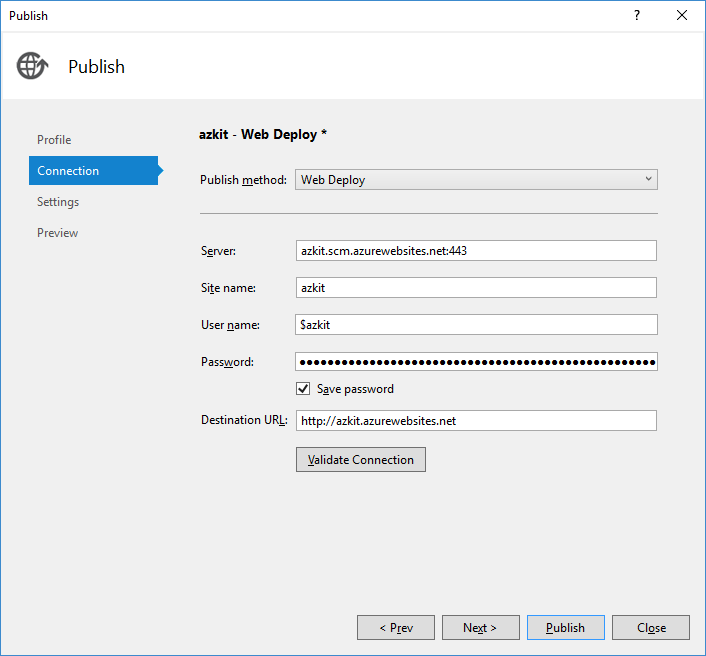 Publish
?
Publish
Profile
Connection
Settings
Preview
azkit - Web Deploy *
Publish method: Web Deploy
Server: azkit.scm.azurewebsites.net:443
Site name: azkit
User name: $azkit
Password: ●●●●●●●●●●●●●●●●●●●●●●●●●●●●●●●●●●●●●●●●●●●●●●●●●●●
Save password
Destination URL: http://azkit.azurewebsites.net
Validate Connection
< Prev Next > Publish Close